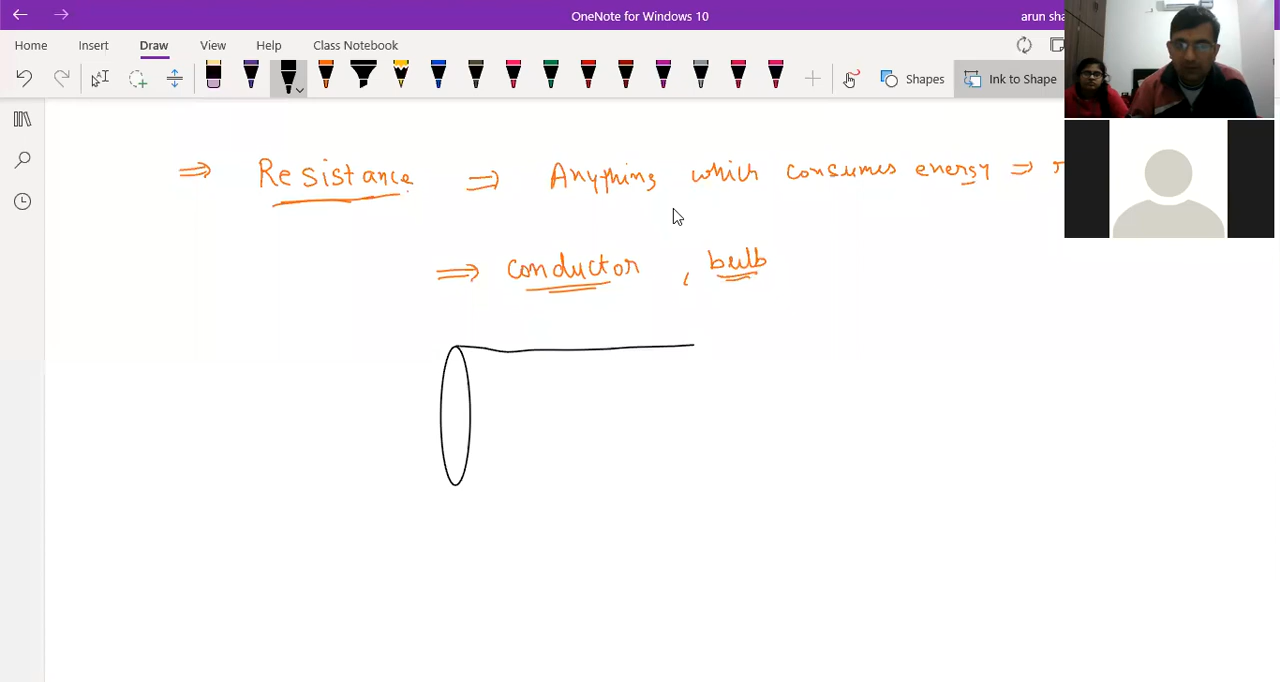 OneNote for Windows 10
arun sha
Home Insert Draw View Help Class Notebook
Shapes Ink to Shape
⇒ Resistance ⇒ Anything which consumes energy ⇒
⇒ conductor , bulb